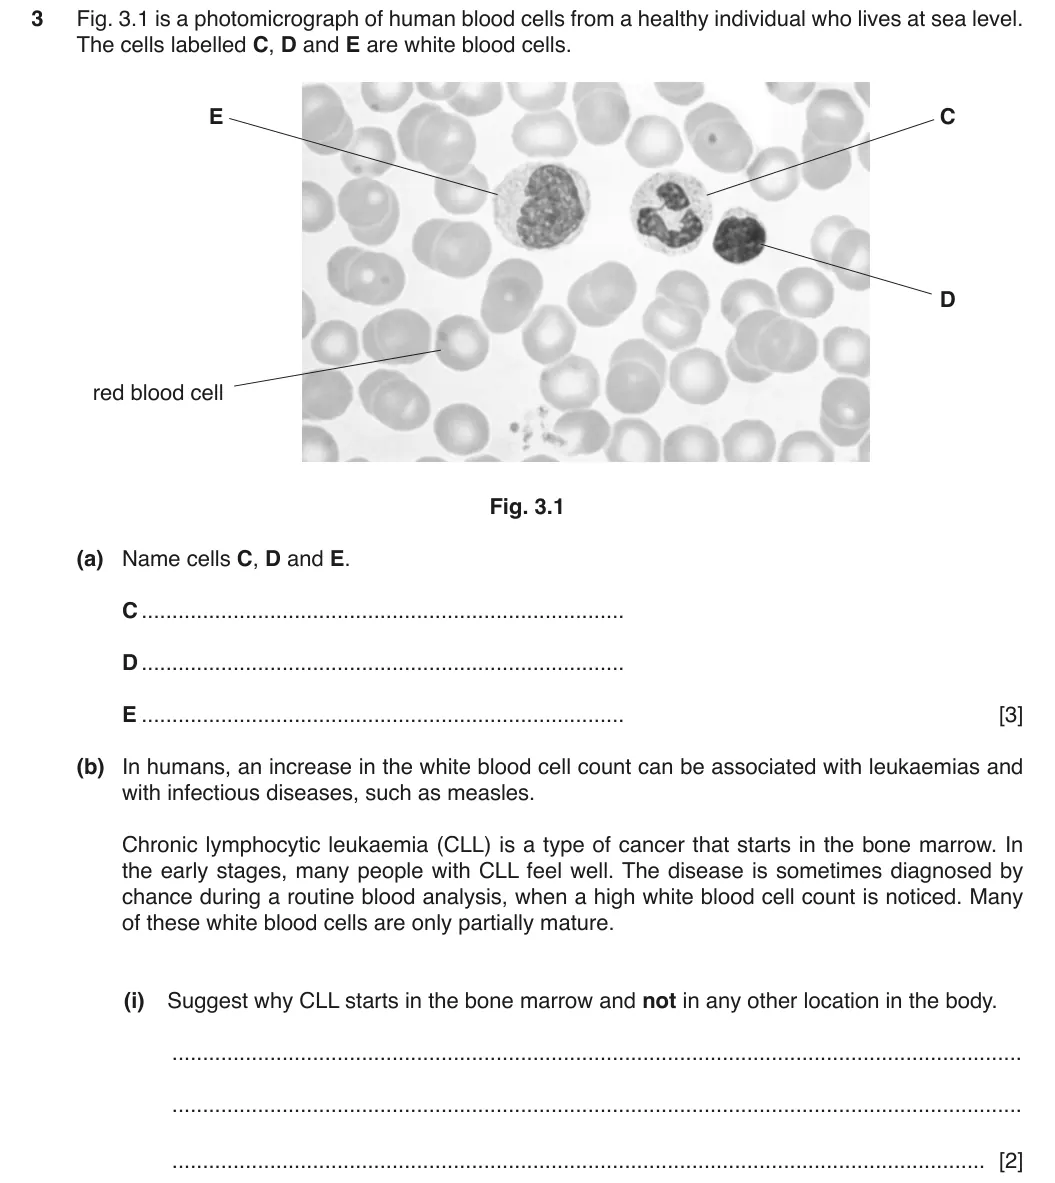 3 Fig. 3.1 is a photomicrograph of human blood cells from a healthy individual who lives at sea level.
The cells labelled C, D and E are white blood cells.
E
C
D
red blood cell
Fig. 3.1
(a) Name cells C, D and E.
C ................................................................................
D ................................................................................
E ................................................................................ [3]
(b) In humans, an increase in the white blood cell count can be associated with leukaemias and
with infectious diseases, such as measles.
Chronic lymphocytic leukaemia (CLL) is a type of cancer that starts in the bone marrow. In
the early stages, many people with CLL feel well. The disease is sometimes diagnosed by
chance during a routine blood analysis, when a high white blood cell count is noticed. Many
of these white blood cells are only partially mature.
(i) Suggest why CLL starts in the bone marrow and not in any other location in the body.
...........................................................................................................................................
...........................................................................................................................................
..................................................................................................................................... [2]